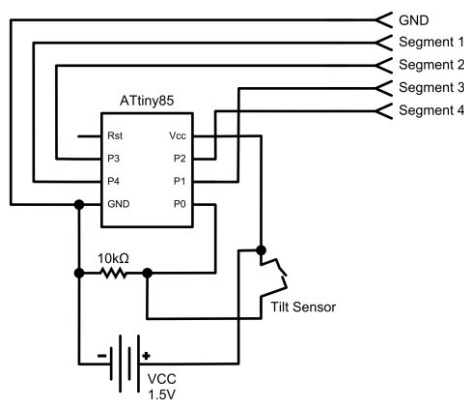 GND
Segment 1
Segment 2
Segment 3
Segment 4
ATtiny85
Rst
Vcc
P3
P2
P4
P1
GND
P0
10kΩ
Tilt Sensor
- +
VCC
1.5V